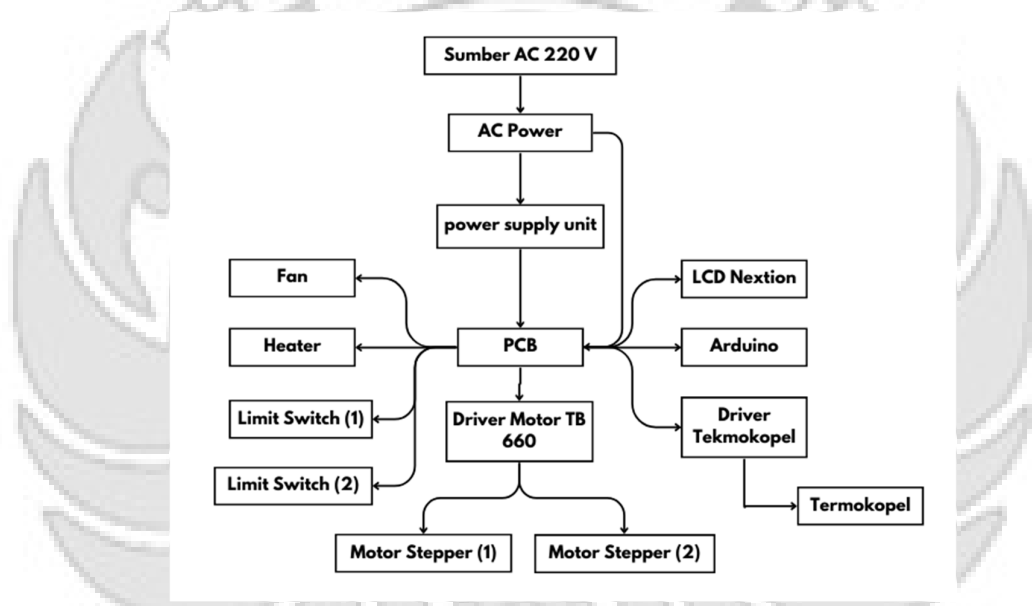 Sumber AC 220 V
AC Power
power supply unit
Fan
LCD Nextion
Heater
PCB
Arduino
Limit Switch (1)
Driver Motor TB
660
Driver
Tekmokopel
Limit Switch (2)
Termokopel
Motor Stepper (1)
Motor Stepper (2)